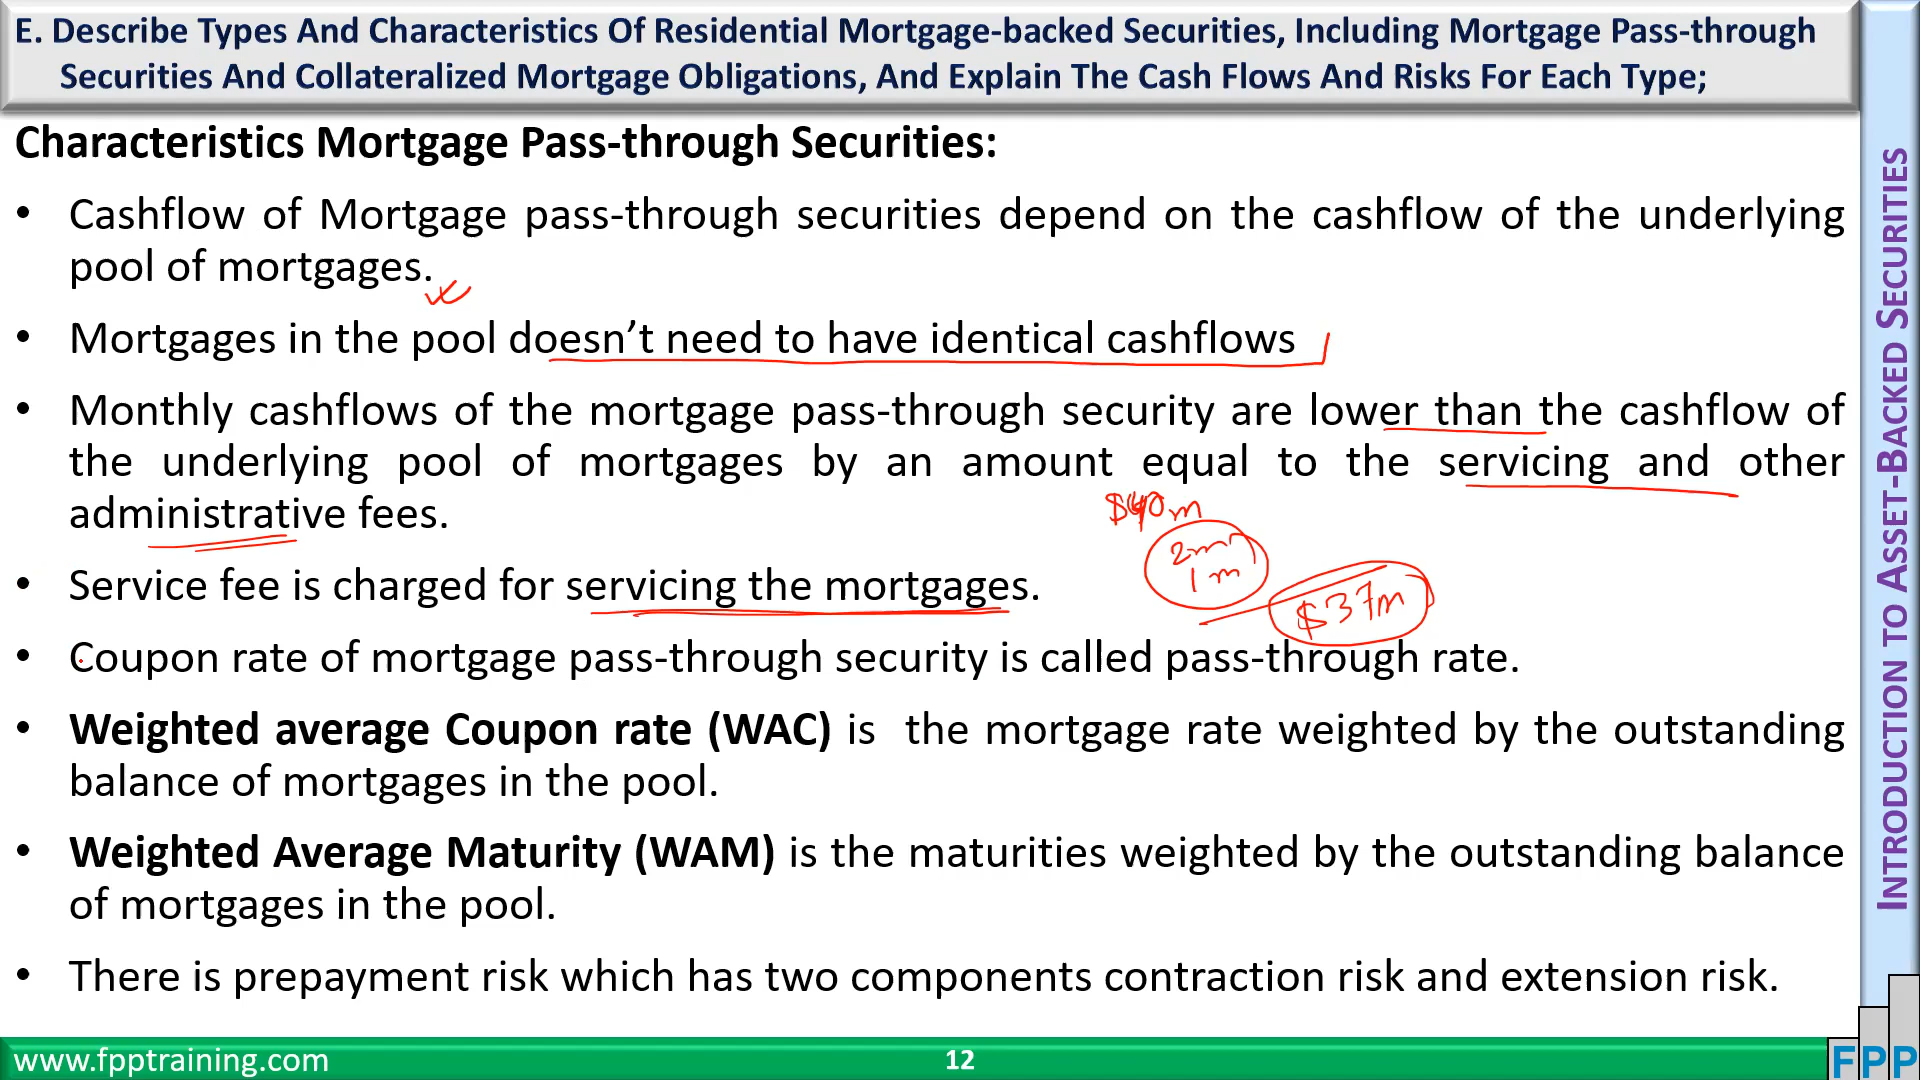 E. Describe Types And Characteristics Of Residential Mortgage-backed Securities, Including Mortgage Pass-through
Securities And Collateralized Mortgage Obligations, And Explain The Cash Flows And Risks For Each Type;
Characteristics Mortgage Pass-through Securities:
• Cashflow of Mortgage pass-through securities depend on the cashflow of the underlying
pool of mortgages.
• Mortgages in the pool doesn’t need to have identical cashflows
• Monthly cashflows of the mortgage pass-through security are lower than the cashflow of
the underlying pool of mortgages by an amount equal to the servicing and other
administrative fees.
$40m
2m
1m
$37m
• Service fee is charged for servicing the mortgages.
• Coupon rate of mortgage pass-through security is called pass-through rate.
• Weighted average Coupon rate (WAC) is the mortgage rate weighted by the outstanding
balance of mortgages in the pool.
• Weighted Average Maturity (WAM) is the maturities weighted by the outstanding balance
of mortgages in the pool.
• There is prepayment risk which has two components contraction risk and extension risk.
INTRODUCTION TO ASSET-BACKED SECURITIES
www.fpptraining.com
12
FPP